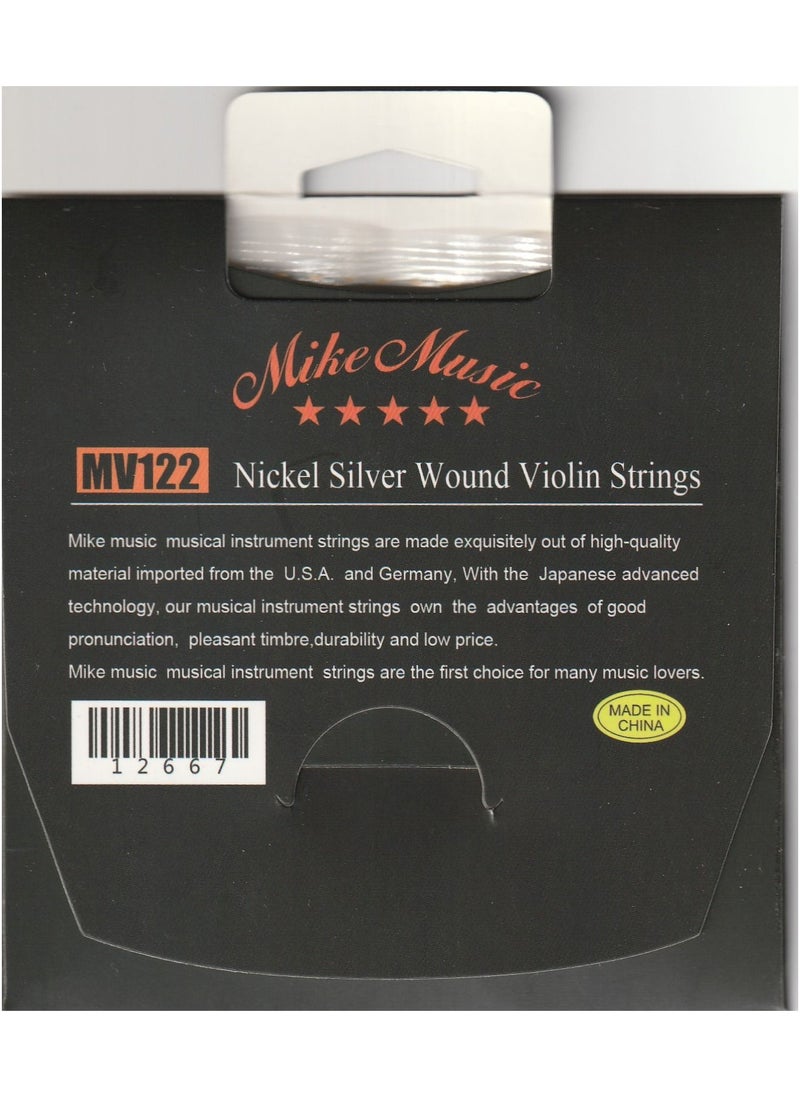 Mike Music
MV122 Nickel Silver Wound Violin Strings
Mike music musical instrument strings are made exquisitely out of high-quality
material imported from the U.S.A. and Germany, With the Japanese advanced
technology, our musical instrument strings own the advantages of good
pronunciation, pleasant timbre,durability and low price.
Mike music musical instrument strings are the first choice for many music lovers.
MADE IN
CHINA
12667